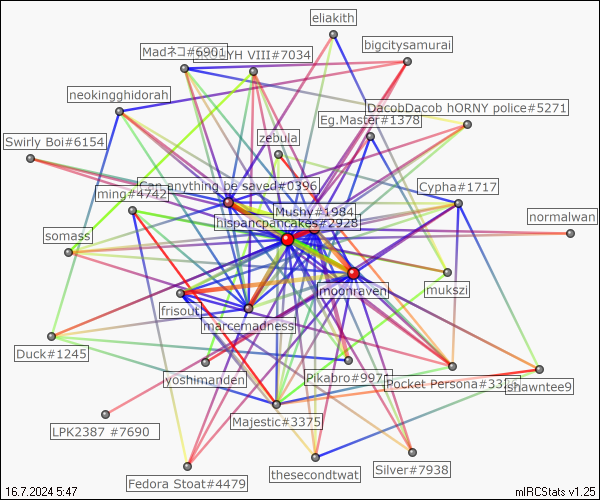 eliakith
bigcitysamurai
Madネコ#6901
YH VIII#7034
neokingghidorah
DacobDacob hORNY police#5271
Eg.Master#1378
zebula
Swirly Boi#6154
Can anything be saved#0396
Cypha#1717
ming#4742
Mushy#1984
hispancpancakes#2928
normalwan
somass
moonraven
mukszi
frisout
marcemadness
Duck#1245
yoshimanden
Pikabro#9971
Pocket Persona#33
shawntee9
Majestic#3375
LPK2387 #7690
thesecondtwat
Silver#7938
Fedora Stoat#4479
16.7.2024 5:47
mIRCStats v1.25